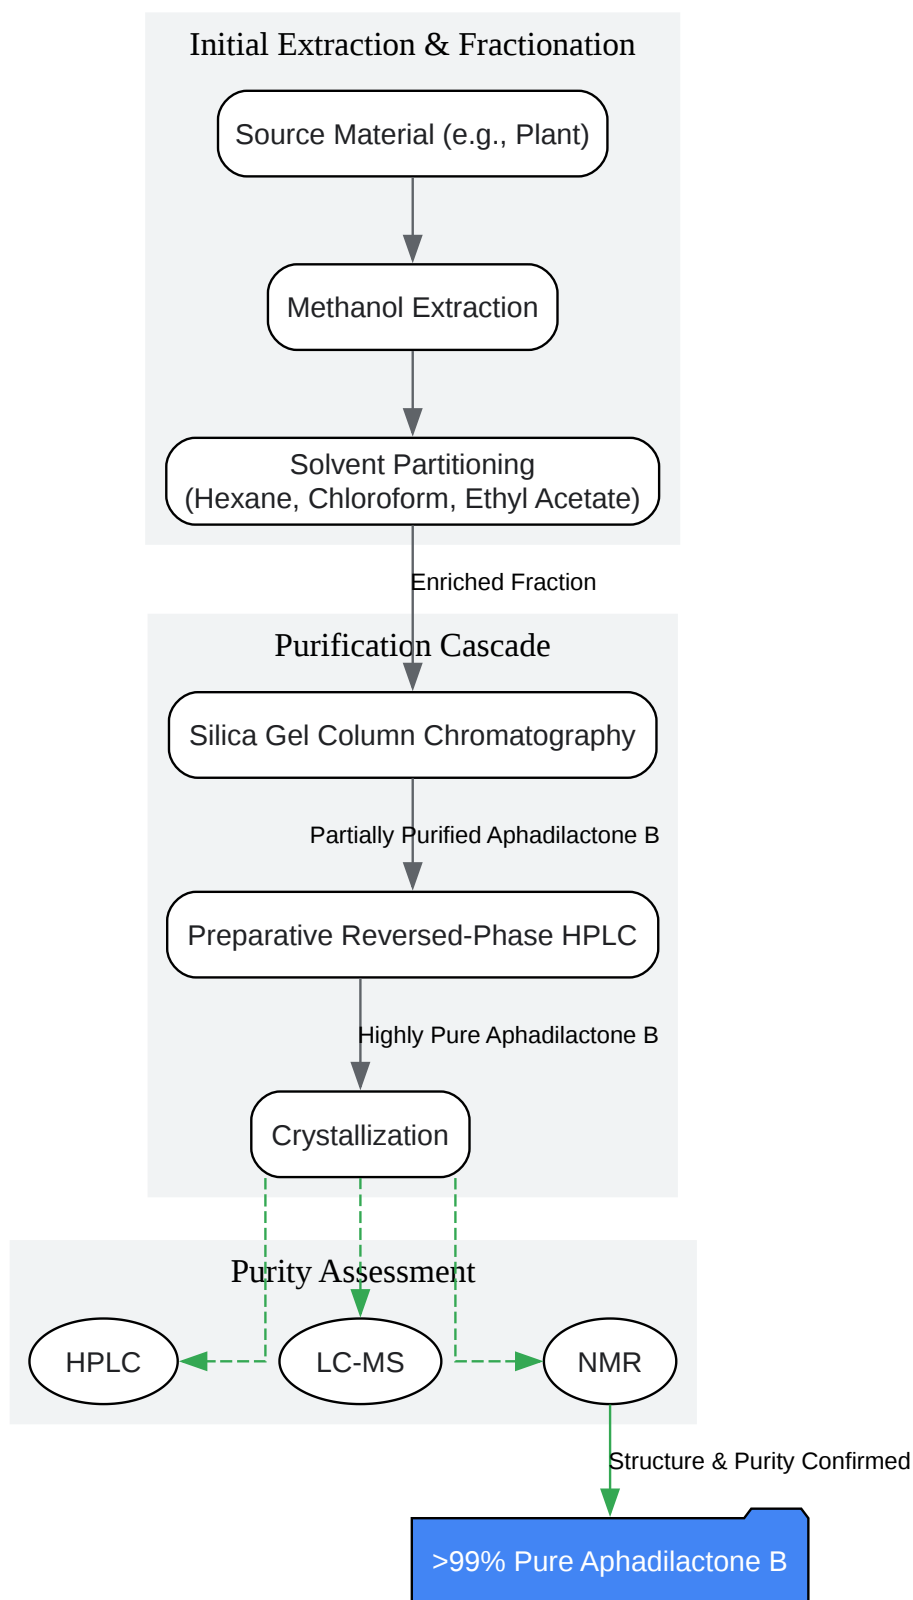 Initial Extraction & Fractionation
Source Material (e.g., Plant)
Methanol Extraction
Solvent Partitioning
(Hexane, Chloroform, Ethyl Acetate)
Enriched Fraction
Purification Cascade
Silica Gel Column Chromatography
Partially Purified Aphadilactone B
Preparative Reversed-Phase HPLC
Highly Pure Aphadilactone B
Crystallization
Purity Assessment
HPLC
LC-MS
NMR
Structure & Purity Confirmed
>99% Pure Aphadilactone B